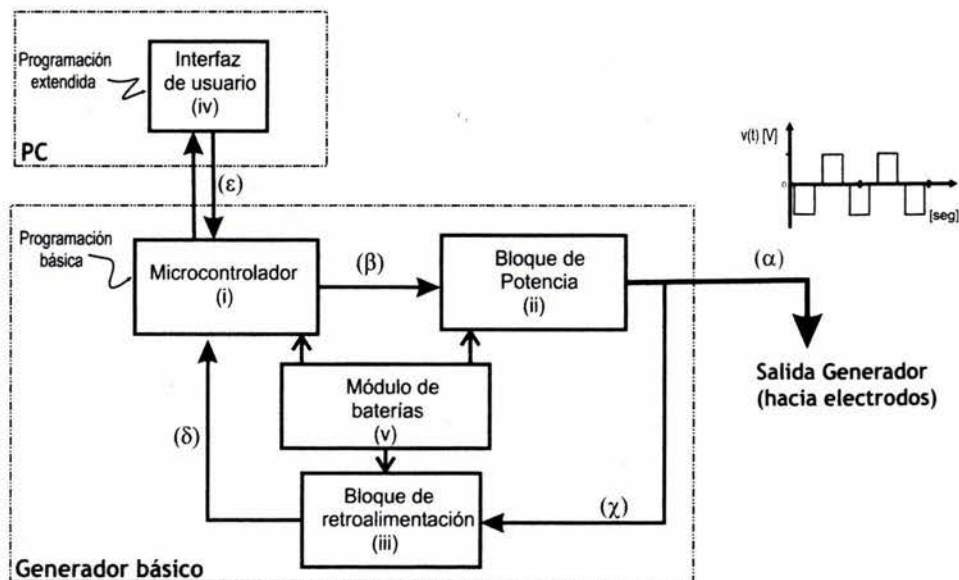 Programación
extendida
Interfaz
de usuario
(iv)
PC
(ε)
v(t) [V]
0
[seg]
Programación
básica
Microcontrolador
(i)
(β)
Bloque de
Potencia
(ii)
(α)
Salida Generador
(hacia electrodos)
Módulo de
baterías
(v)
(δ)
Bloque de
retroalimentación
(iii)
(χ)
Generador básico